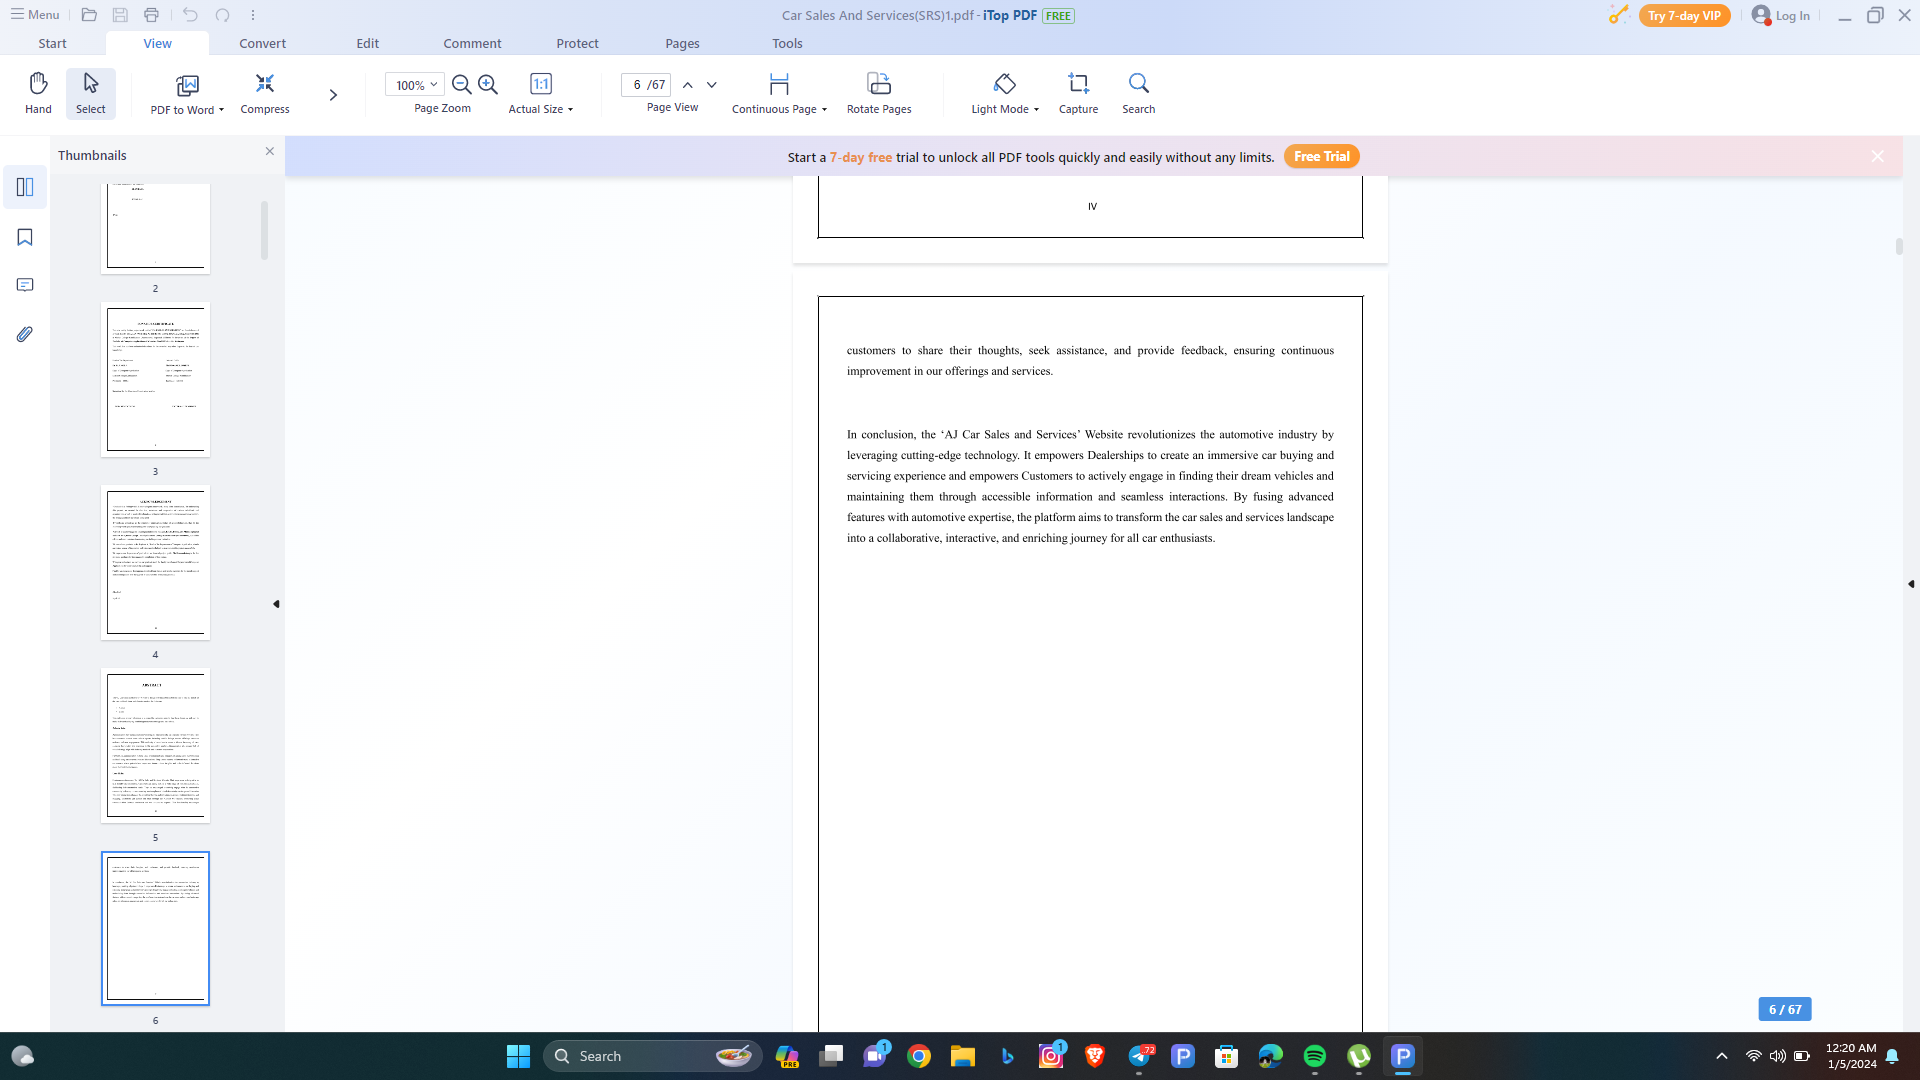 Menu
Car Sales And Services(SRS)1.pdf - iTop PDF FREE
Try 7-day VIP
Log In
Start
View
Convert
Edit
Comment
Protect
Pages
Tools
Hand
Select
PDF to Word
Compress
100%
Page Zoom
1:1
Actual Size
6 /67
Page View
Continuous Page
Rotate Pages
Light Mode
Capture
Search
Thumbnails
Start a 7-day free trial to unlock all PDF tools quickly and easily without any limits. Free Trial
2
3
4
ABSTRACT
5
6
IV
customers to share their thoughts, seek assistance, and provide feedback, ensuring continuous
improvement in our offerings and services.
In conclusion, the ‘AJ Car Sales and Services’ Website revolutionizes the automotive industry by
leveraging cutting-edge technology. It empowers Dealerships to create an immersive car buying and
servicing experience and empowers Customers to actively engage in finding their dream vehicles and
maintaining them through accessible information and seamless interactions. By fusing advanced
features with automotive expertise, the platform aims to transform the car sales and services landscape
into a collaborative, interactive, and enriching journey for all car enthusiasts.
6 / 67
Search
PRE
1
1
72
12:20 AM
1/5/2024